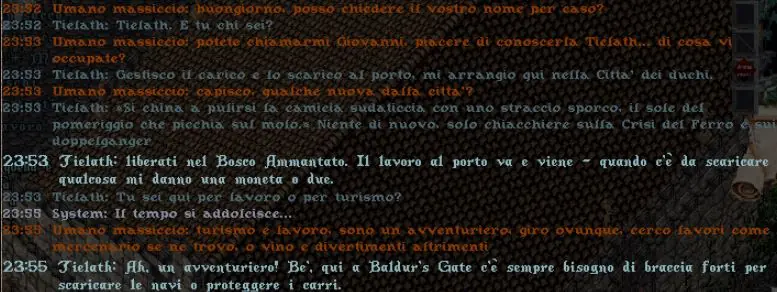 23:52 Umano massiccio: buongiorno, posso chiedere il vostro nome per caso?
23:52 Tielath: Tielath. E tu chi sei?
23:53 Umano massiccio: potete chiamarmi Giovanni, piacere di conoscerla Tielath... di cosa vi
occupate?
23:53 Tielath: Gestisco il carico e lo scarico al porto, mi arrangio qui nella Citta' dei duchi.
23:53 Umano massiccio: capisco, qualche nuova dalla citta'?
23:53 Tielath: «Si china a pulirsi la camicia sudaticcia con uno straccio sporco, il sole del
pomeriggio che picchia sul molo.» Niente di nuovo, solo chiacchiere sulla Crisi del Ferro e sui
doppelganger
23:53 Tielath: liberati nel Bosco Ammantato. Il lavoro al porto va e viene - quando c'è da scaricare
qualcosa mi danno una moneta o due.
23:53 Tielath: Tu sei qui per lavoro o per turismo?
23:55 System: Il tempo si addolcisce...
23:55 Umano massiccio: turismo e lavoro, sono un avventuriero, giro ovunque, cerco lavori come
mercenario se ne trovo, o vino e divertimenti altrimenti
23:55 Tielath: Ah, un avventuriero! Be', qui a Baldur's Gate c'è sempre bisogno di braccia forti per
scaricare le navi o proteggere i carri.